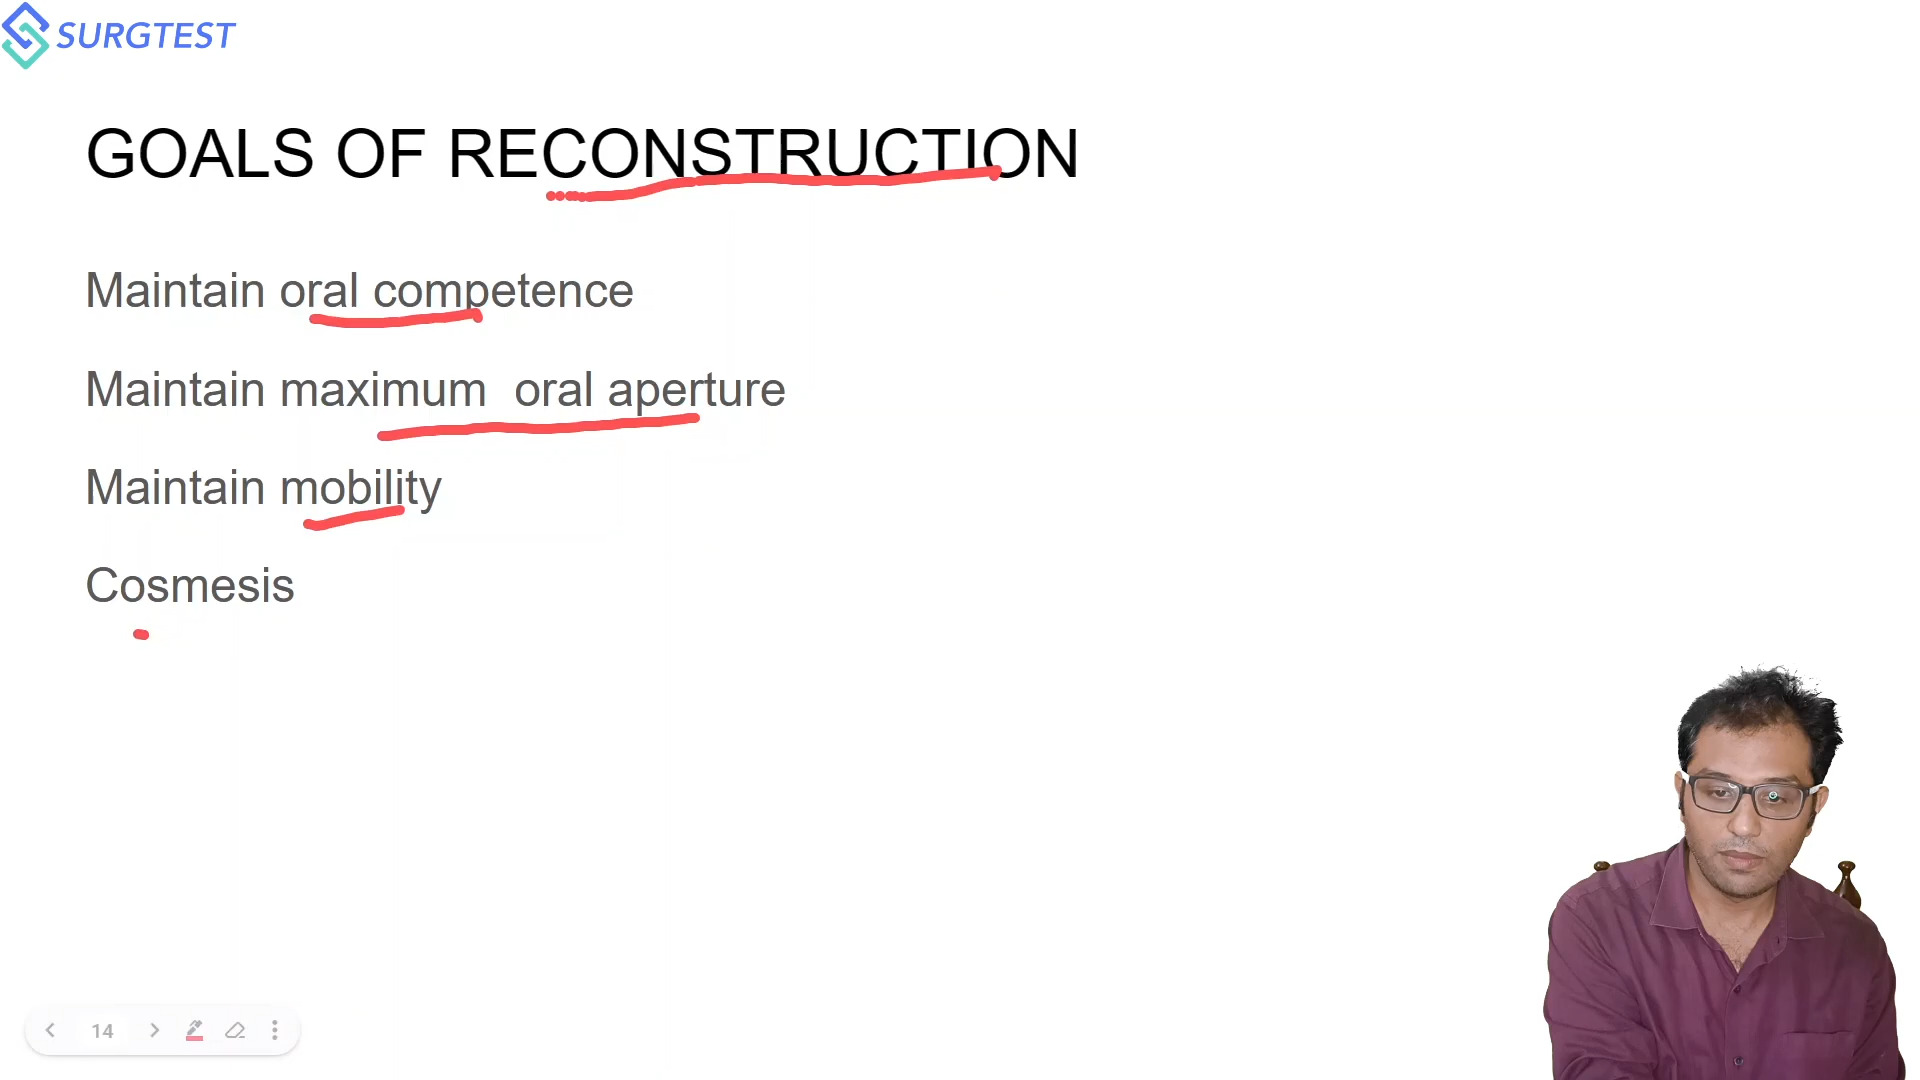 SURGTEST
GOALS OF RECONSTRUCTION
Maintain oral competence
Maintain maximum  oral aperture
Maintain mobility
Cosmesis
14